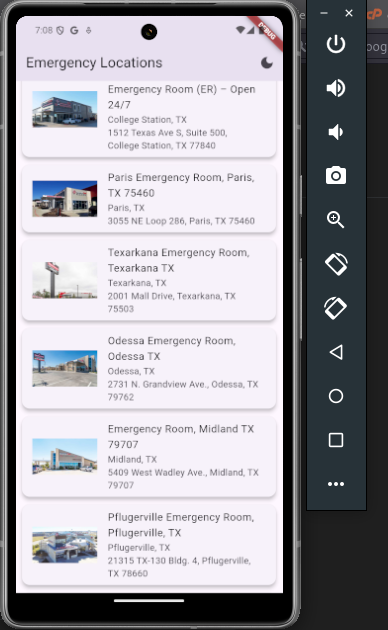 7:08
G
DEBUG
Emergency Locations
Emergency Room (ER) – Open
24/7
College Station, TX
1512 Texas Ave S, Suite 500,
College Station, TX 77840
Paris Emergency Room, Paris,
TX 75460
Paris, TX
3055 NE Loop 286, Paris, TX 75460
Texarkana Emergency Room,
Texarkana TX
Texarkana, TX
2001 Mall Drive, Texarkana, TX
75503
Odessa Emergency Room,
Odessa TX
Odessa, TX
2731 N. Grandview Ave., Odessa, TX
79762
Emergency Room, Midland TX
79707
Midland, TX
5409 West Wadley Ave., Midland, TX
79707
Pflugerville Emergency Room,
Pflugerville, TX
Pflugerville, TX
21315 TX-130 Bldg. 4, Pflugerville,
TX 78660